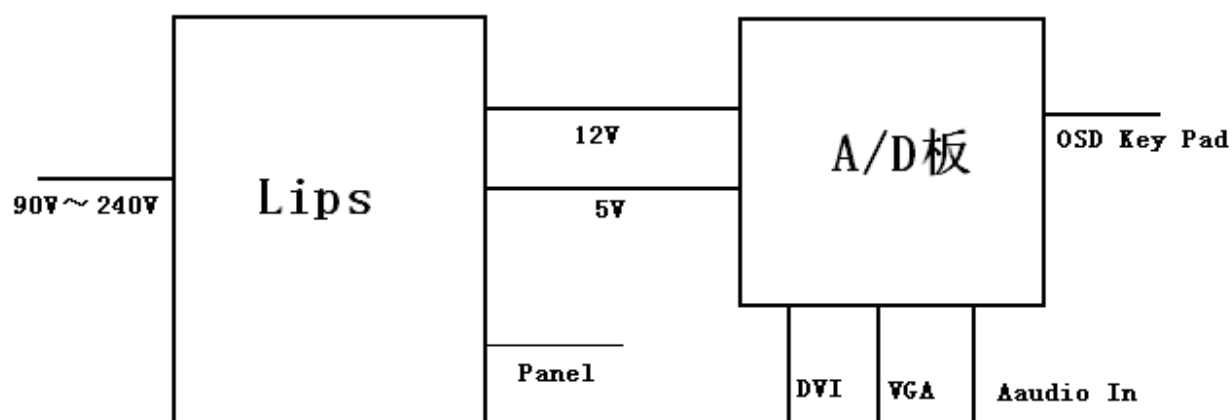 12V
A/D板
OSD Key Pad
90V～240V
Lips
5V
Panel
DVI
VGA
Aaudio In